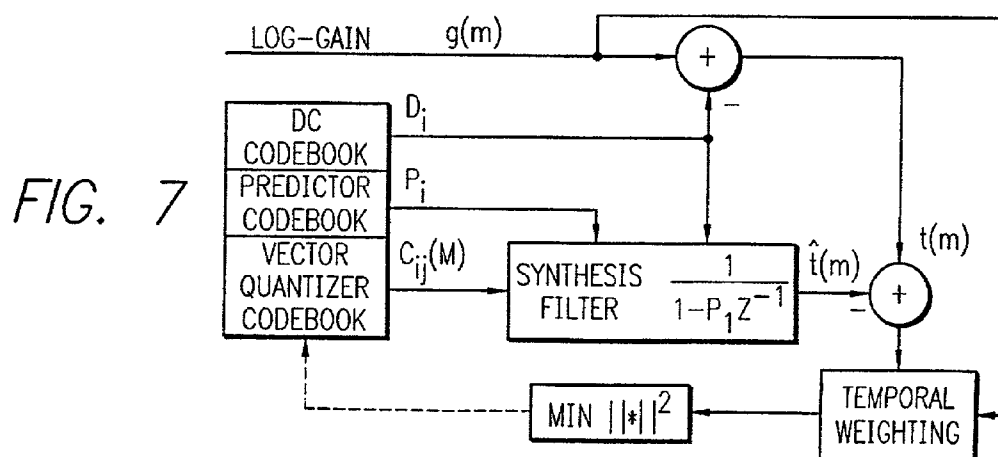 FIG. 7
LOG-GAIN g(m)
+
−
DC
CODEBOOK
D_i
PREDICTOR
CODEBOOK
P_i
VECTOR
QUANTIZER
CODEBOOK
C_ij(M)
SYNTHESIS
FILTER
1
1-P_1Z^-1
t̂(m)
t(m)
+
−
TEMPORAL
WEIGHTING
MIN ||*||^2